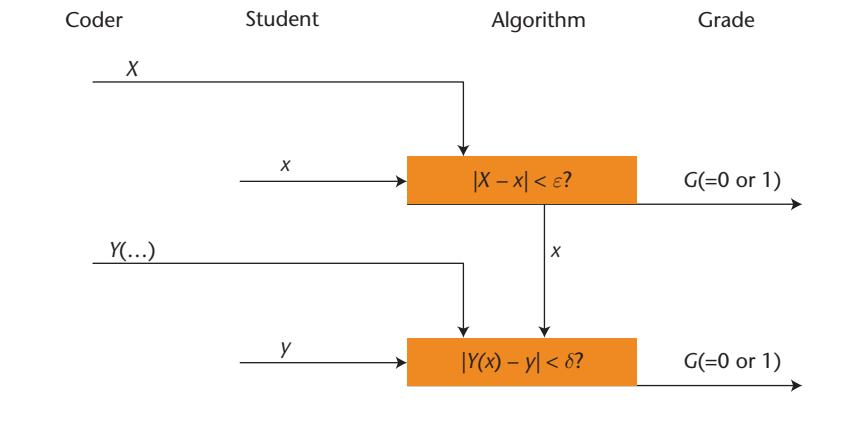 Coder Student Algorithm Grade
X
x |X – x| < ε? G(=0 or 1)
Y(…) x
y |Y(x) – y| < δ? G(=0 or 1)